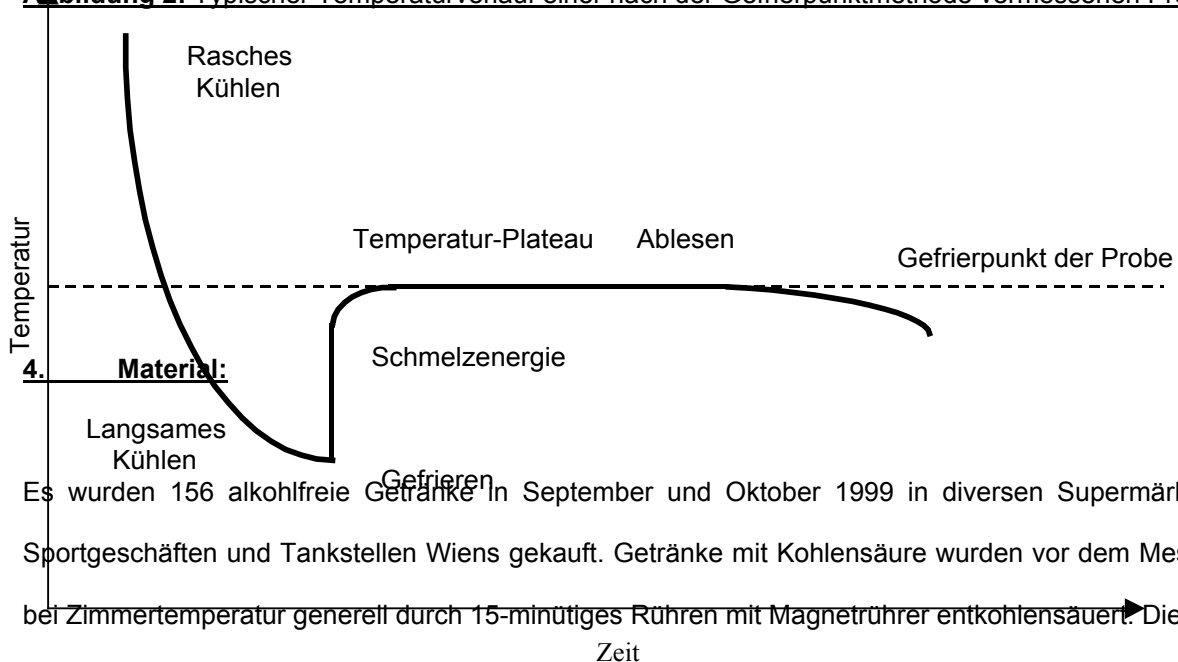 Abbildung 2: Typischer Temperaturverlauf einer nach der Gefrierpunktmethode vermessenen
Rasches
Kühlen
Temperatur
Temperatur-Plateau Ablesen
Gefrierpunkt der Probe
Schmelzenergie
4. Material:
Langsames
Kühlen
Gefrieren
Es wurden 156 alkohlfreie Getränke in September und Oktober 1999 in diversen
Sportgeschäften und Tankstellen Wiens gekauft. Getränke mit Kohlensäure wurden vor dem
bei Zimmertemperatur generell durch 15-minütiges Rühren mit Magnetrührer entkohlensäuert. Die
Zeit